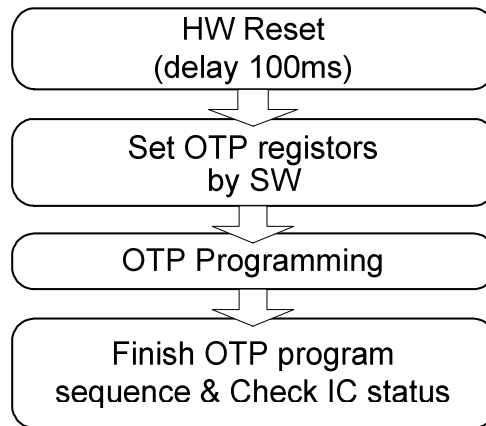 HW Reset
(delay 100ms)
Set OTP registors
by SW
OTP Programming
Finish OTP program
sequence & Check IC status